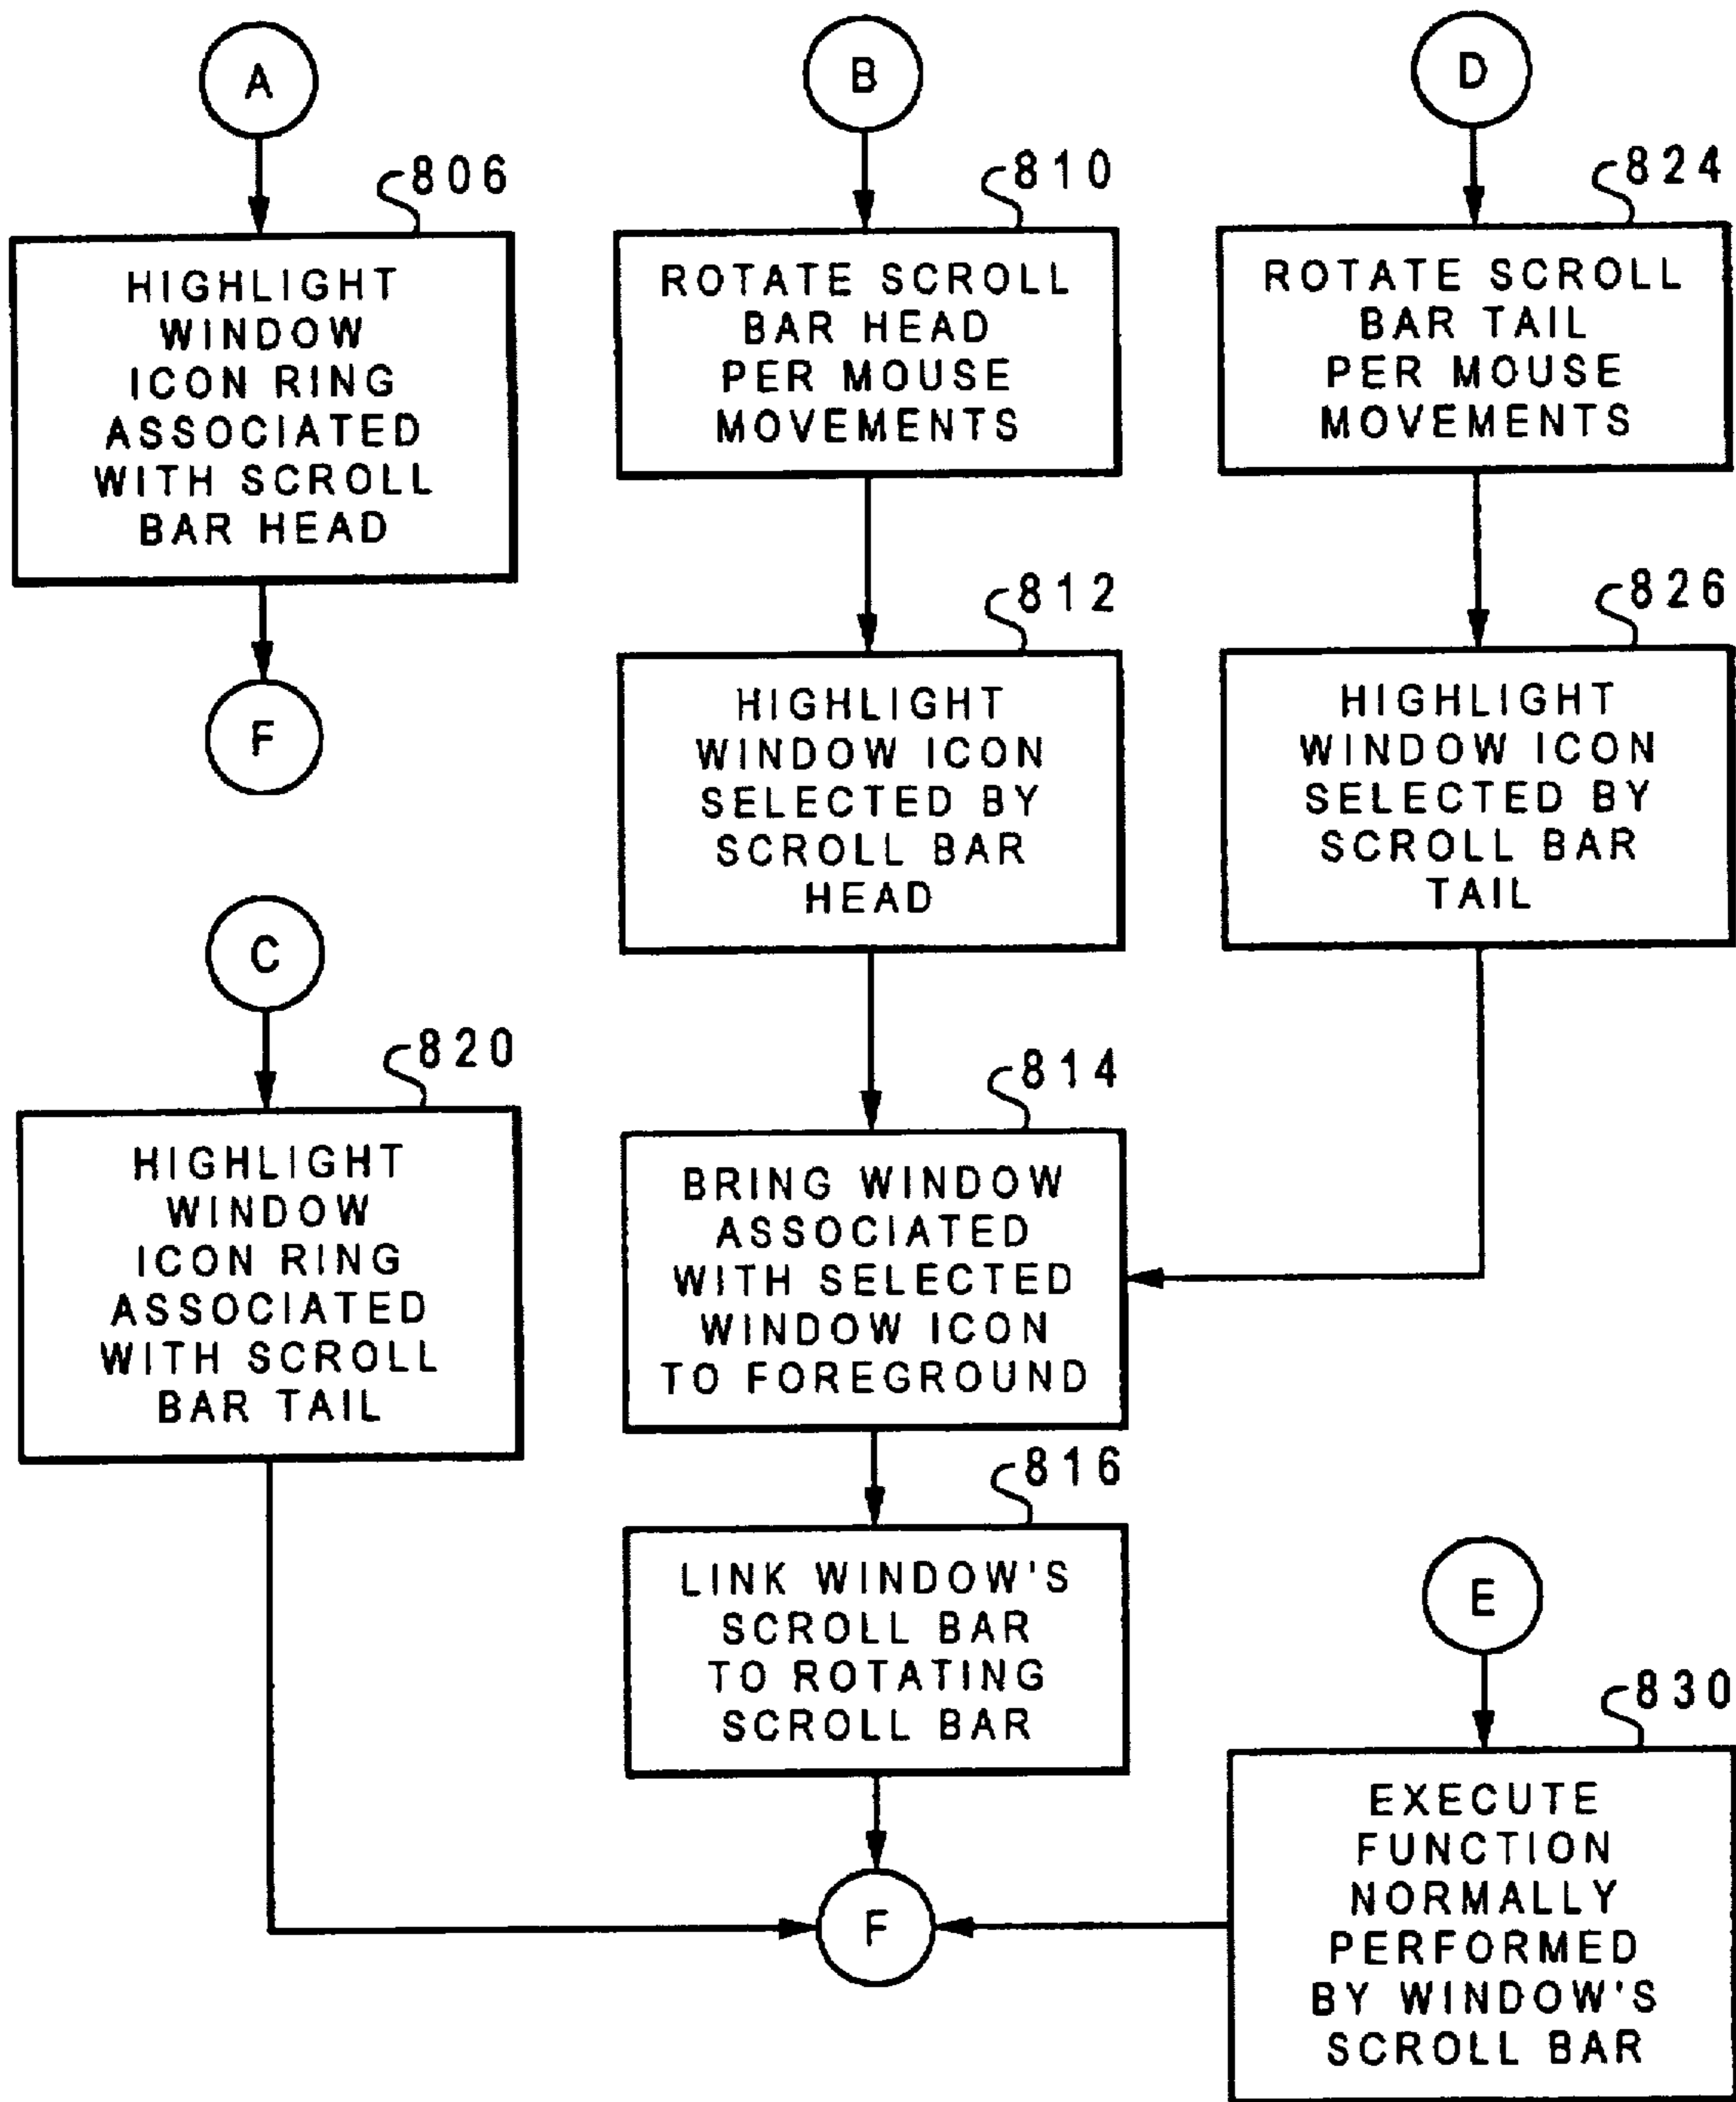 A
806
HIGHLIGHT
WINDOW
ICON RING
ASSOCIATED
WITH SCROLL
BAR HEAD
F
C
820
HIGHLIGHT
WINDOW
ICON RING
ASSOCIATED
WITH SCROLL
BAR TAIL
B
810
ROTATE SCROLL
BAR HEAD
PER MOUSE
MOVEMENTS
812
HIGHLIGHT
WINDOW ICON
SELECTED BY
SCROLL BAR
HEAD
814
BRING WINDOW
ASSOCIATED
WITH SELECTED
WINDOW ICON
TO FOREGROUND
816
LINK WINDOW'S
SCROLL BAR
TO ROTATING
SCROLL BAR
F
D
824
ROTATE SCROLL
BAR TAIL
PER MOUSE
MOVEMENTS
826
HIGHLIGHT
WINDOW ICON
SELECTED BY
SCROLL BAR
TAIL
E
830
EXECUTE
FUNCTION
NORMALLY
PERFORMED
BY WINDOW'S
SCROLL BAR